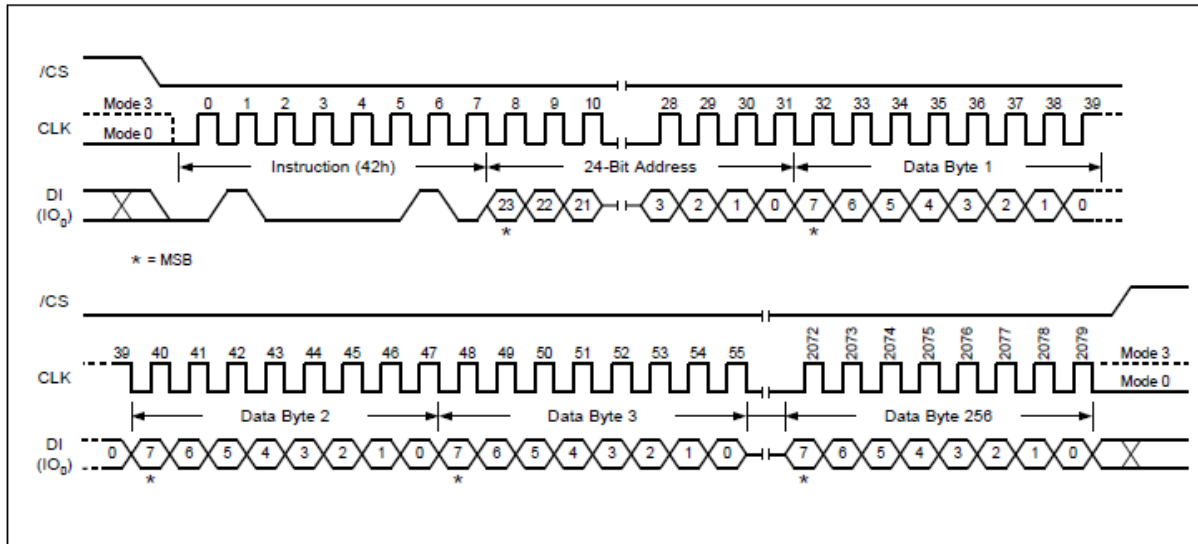 /CS
Mode 3 0 1 2 3 4 5 6 7 8 9 10 28 29 30 31 32 33 34 35 36 37 38 39
CLK Mode 0
Instruction (42h) 24-Bit Address Data Byte 1
DI
(IO0) 23 22 21 3 2 1 0 7 6 5 4 3 2 1 0
* *
* = MSB
/CS
39 40 41 42 43 44 45 46 47 48 49 50 51 52 53 54 55 2072 2073 2074 2075 2076 2077 2078 2079
Mode 3
CLK Mode 0
Data Byte 2 Data Byte 3 Data Byte 256
DI
(IO0) 0 7 6 5 4 3 2 1 0 7 6 5 4 3 2 1 0 7 6 5 4 3 2 1 0
* * *